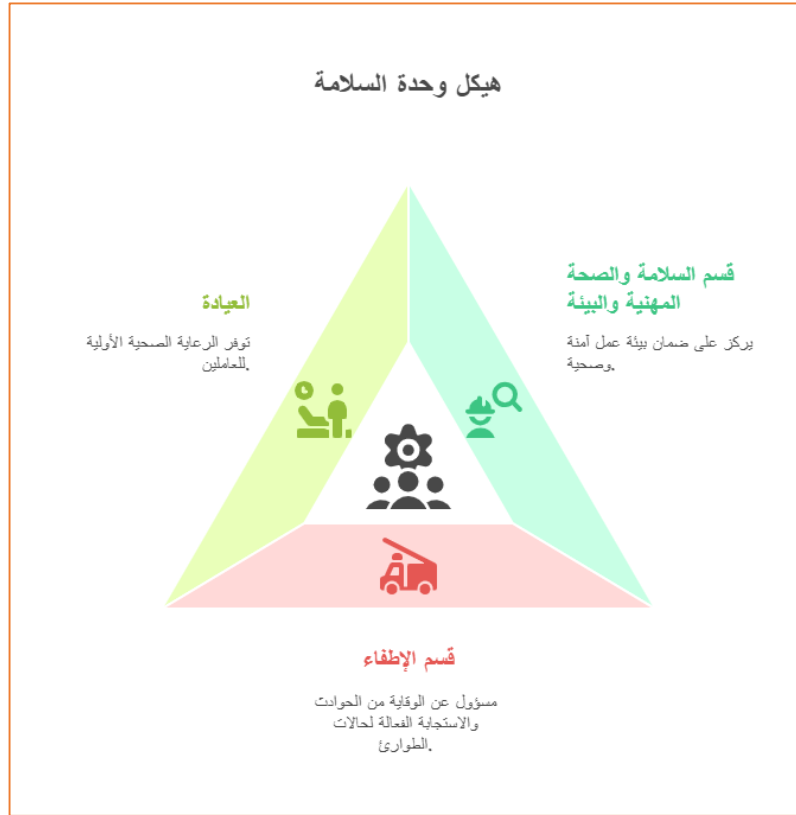 هيكل وحدة السلامة
قسم السلامة والصحة
المهنية والبيئة
يركز على ضمان بيئة عمل آمنة
وصحية.
العيادة
توفر الرعاية الصحية الأولية
للعاملين.
قسم الإطفاء
مسؤول عن الوقاية من الحوادث
والاستجابة الفعالة لحالات
الطوارئ.